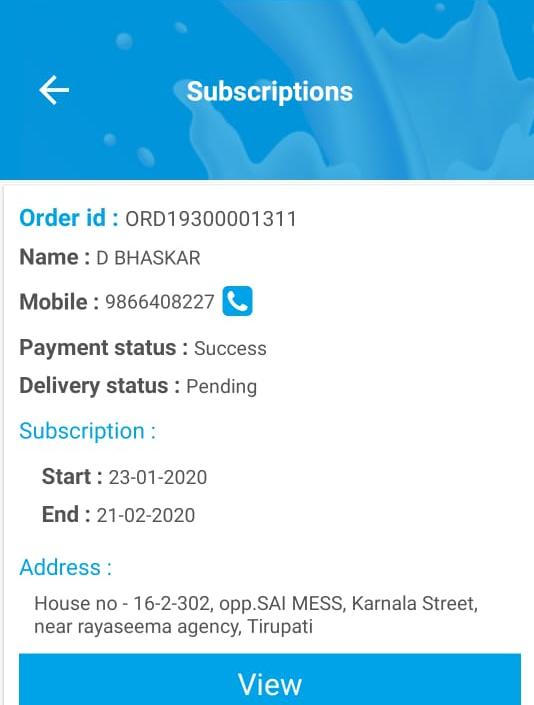 Subscriptions
Order id : ORD19300001311
Name : D BHASKAR
Mobile : 9866408227
Payment status : Success
Delivery status : Pending
Subscription :
Start : 23-01-2020
End : 21-02-2020
Address :
House no - 16-2-302, opp.SAI MESS, Karnala Street,
near rayaseema agency, Tirupati
View